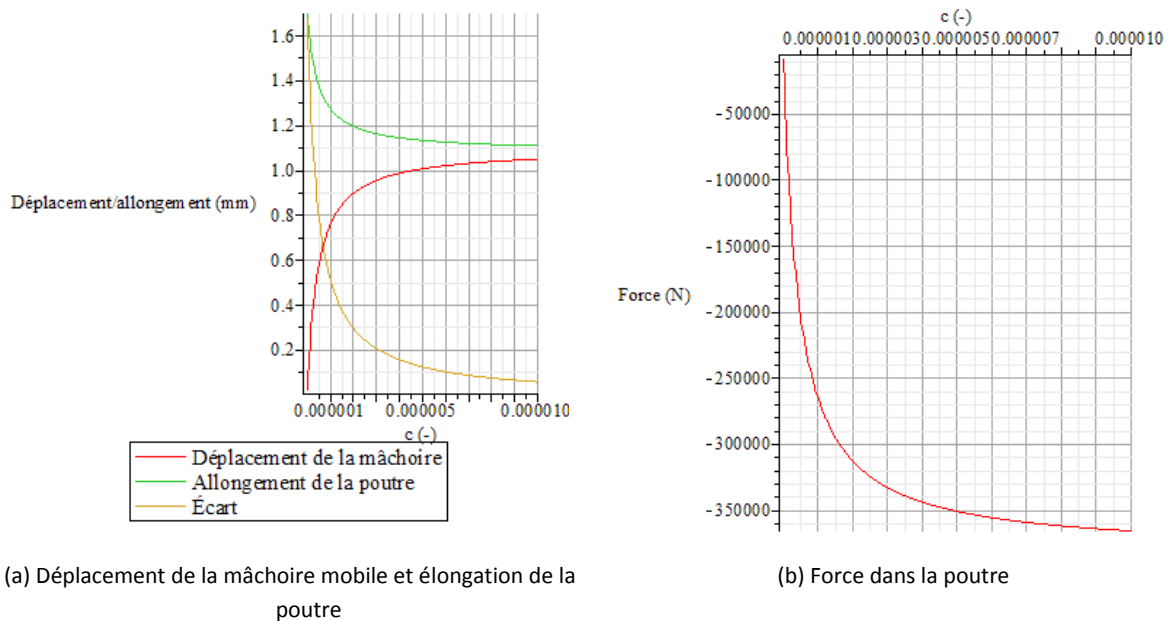 1.6
1.4
1.2
1.0
Déplacement/allongement (mm)
0.8
0.6
0.4
0.2
0.000001 0.000005 0.000010
c (-)
Déplacement de la mâchoire
Allongement de la poutre
Écart
(a) Déplacement de la mâchoire mobile et élongation de la
poutre
c (-)
0.0000010.0000030.0000050.000007 0.000010
-50000
-100000
-150000
-200000
Force (N)
-250000
-300000
-350000
(b) Force dans la poutre